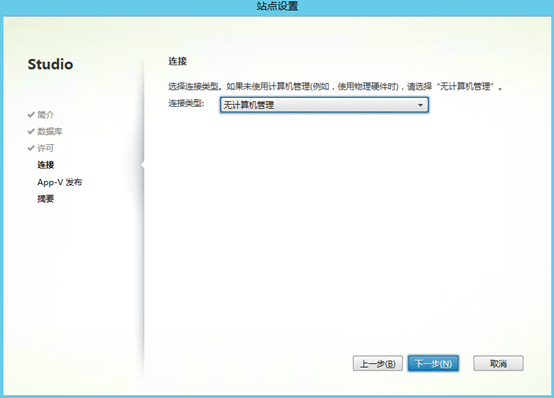 站点设置
Studio
简介
数据库
许可
连接
App-V 发布
摘要
连接
选择连接类型。如果未使用计算机管理(例如，使用物理硬件时)，请选择“无计算机管理”。
连接类型: 无计算机管理
上一步(B) 下一步(N) 取消